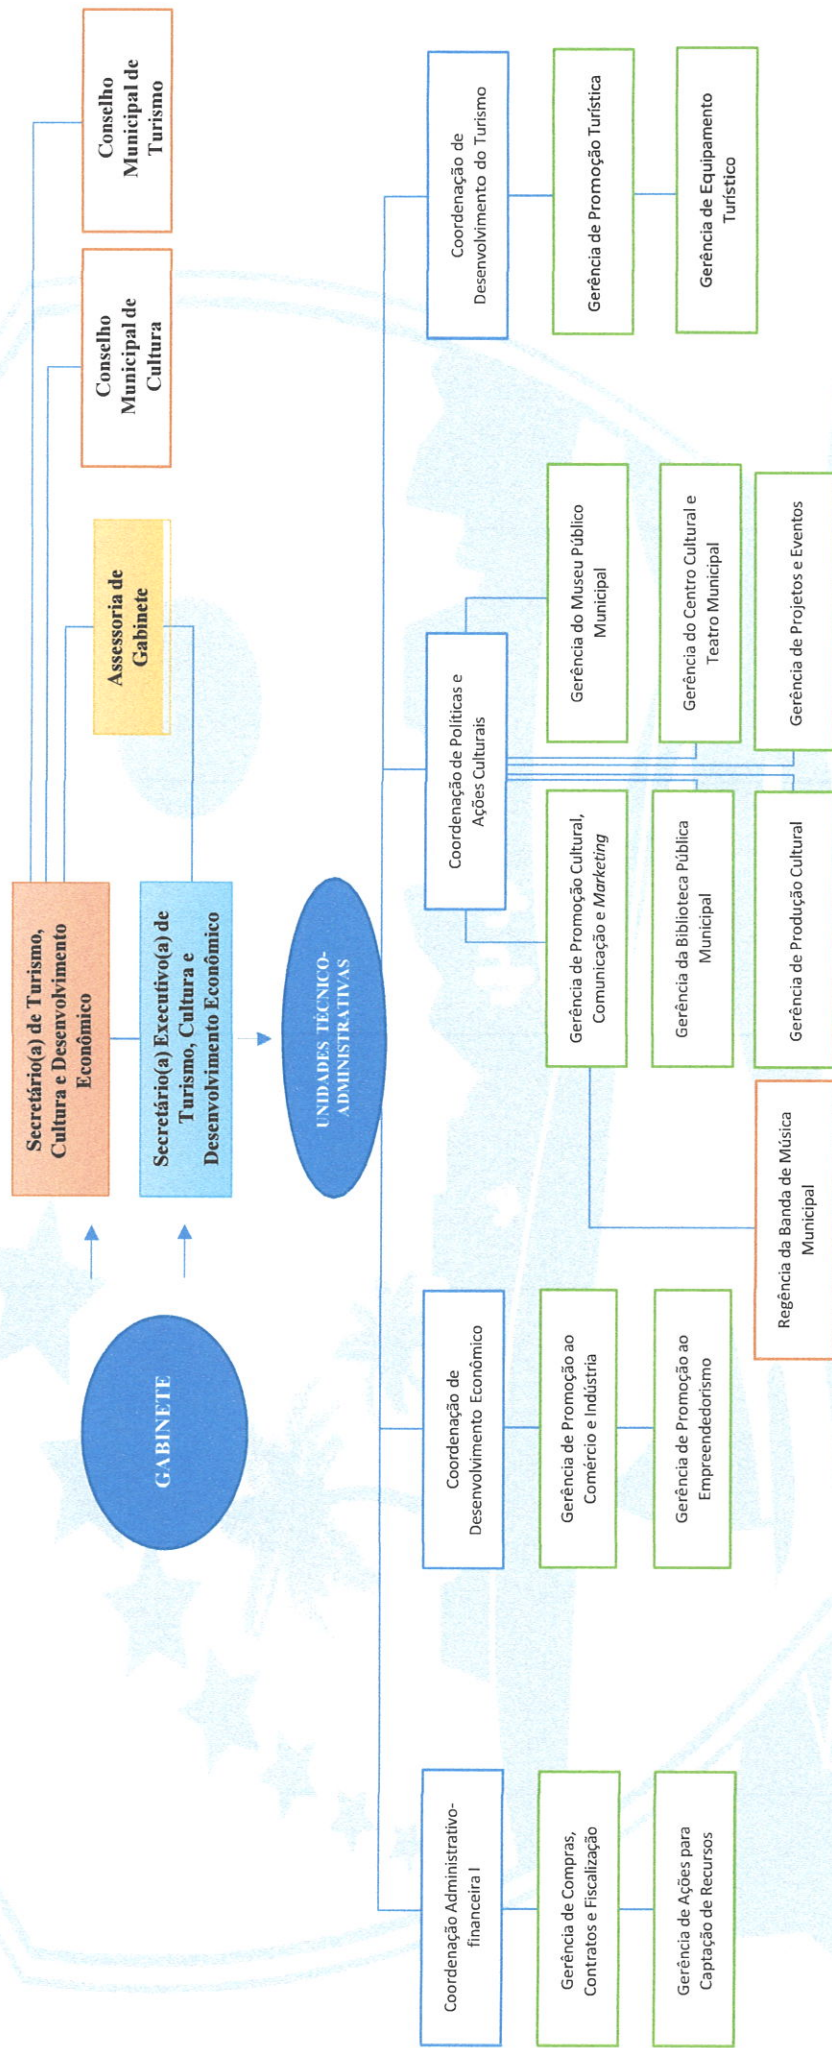 GABINETE
Secretário(a) de Turismo,
Cultura e Desenvolvimento
Econômico
Secretário(a) Executivo(a) de
Turismo, Cultura e
Desenvolvimento Econômico
Assessoria de
Gabinete
Conselho
Municipal de
Cultura
Conselho
Municipal de
Turismo
UNIDADES TÉCNICO-
ADMINISTRATIVAS
Coordenação Administrativo-
financeira I
Gerência de Compras,
Contratos e Fiscalização
Gerência de Ações para
Captação de Recursos
Coordenação de
Desenvolvimento Econômico
Gerência de Promoção ao
Comércio e Indústria
Gerência de Promoção ao
Empreendedorismo
Coordenação de Políticas e
Ações Culturais
Gerência de Promoção Cultural,
Comunicação e Marketing
Gerência do Museu Público
Municipal
Gerência da Biblioteca Pública
Municipal
Gerência do Centro Cultural e
Teatro Municipal
Regência da Banda de Música
Municipal
Gerência de Produção Cultural
Gerência de Projetos e Eventos
Coordenação de
Desenvolvimento do Turismo
Gerência de Promoção Turística
Gerência de Equipamento
Turístico